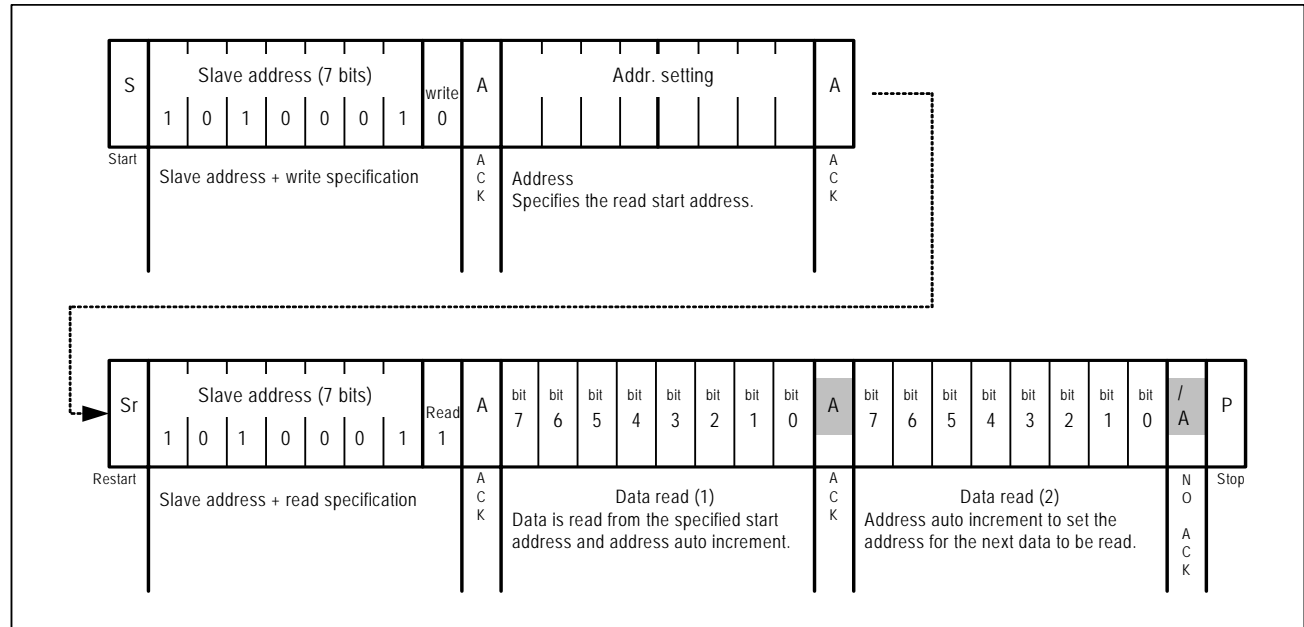 S Slave address (7 bits) write A Addr. setting A
1 0 1 0 0 0 1 0
Start
Slave address + write specification
A
C
K
Address
Specifies the read start address.
A
C
K
Sr Slave address (7 bits) Read A bit bit bit bit bit bit bit bit A bit bit bit bit bit bit bit bit / P
1 0 1 0 0 0 1 1 7 6 5 4 3 2 1 0 7 6 5 4 3 2 1 0 A
Restart
Slave address + read specification
A
C
K
Data read (1)
Data is read from the specified start
address and address auto increment.
A
C
K
Data read (2)
Address auto increment to set the
address for the next data to be read.
N
O
A
C
K
Stop